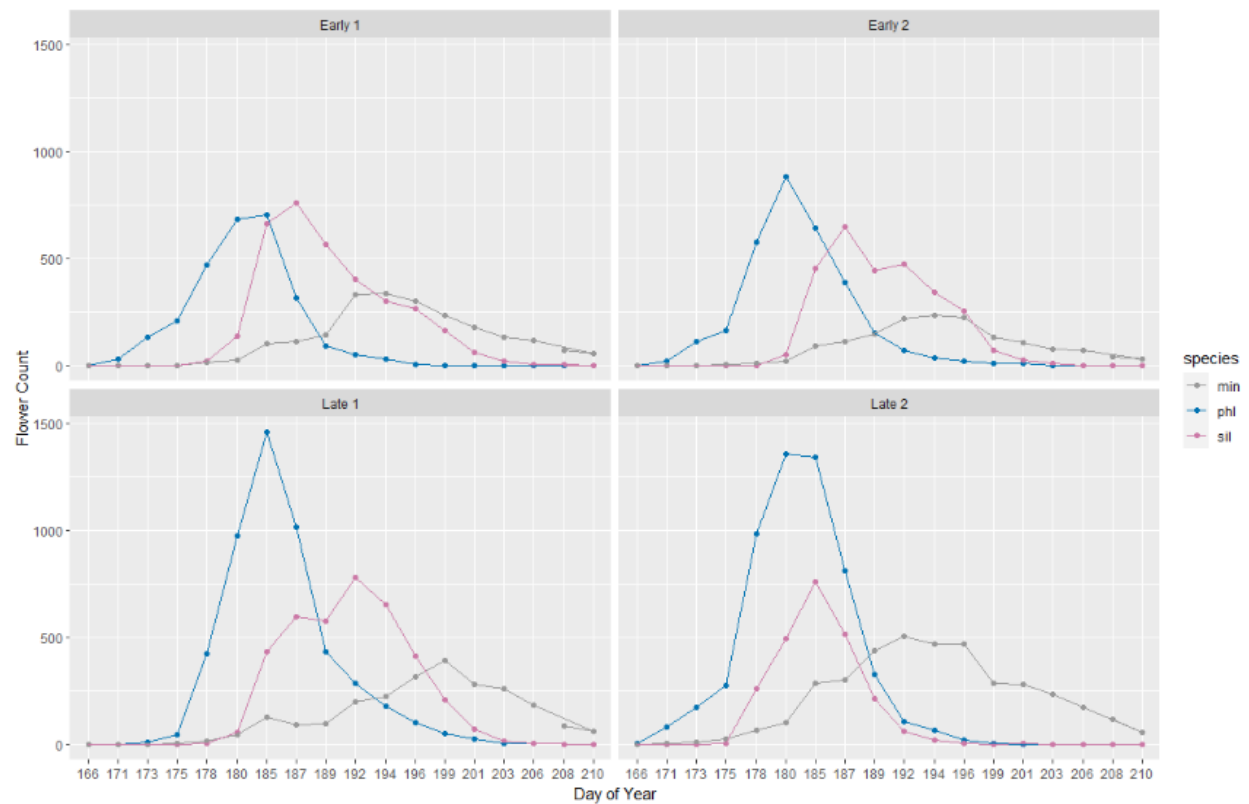 Early 1
Early 2
1500
1000
500
0
Late 1
Late 2
1500
1000
500
0
Flower Count
166 171 173 175 178 180 185 187 189 192 194 196 199 201 203 206 208 210
166 171 173 175 178 180 185 187 189 192 194 196 199 201 203 206 208 210
Day of Year
species
min
phl
sil